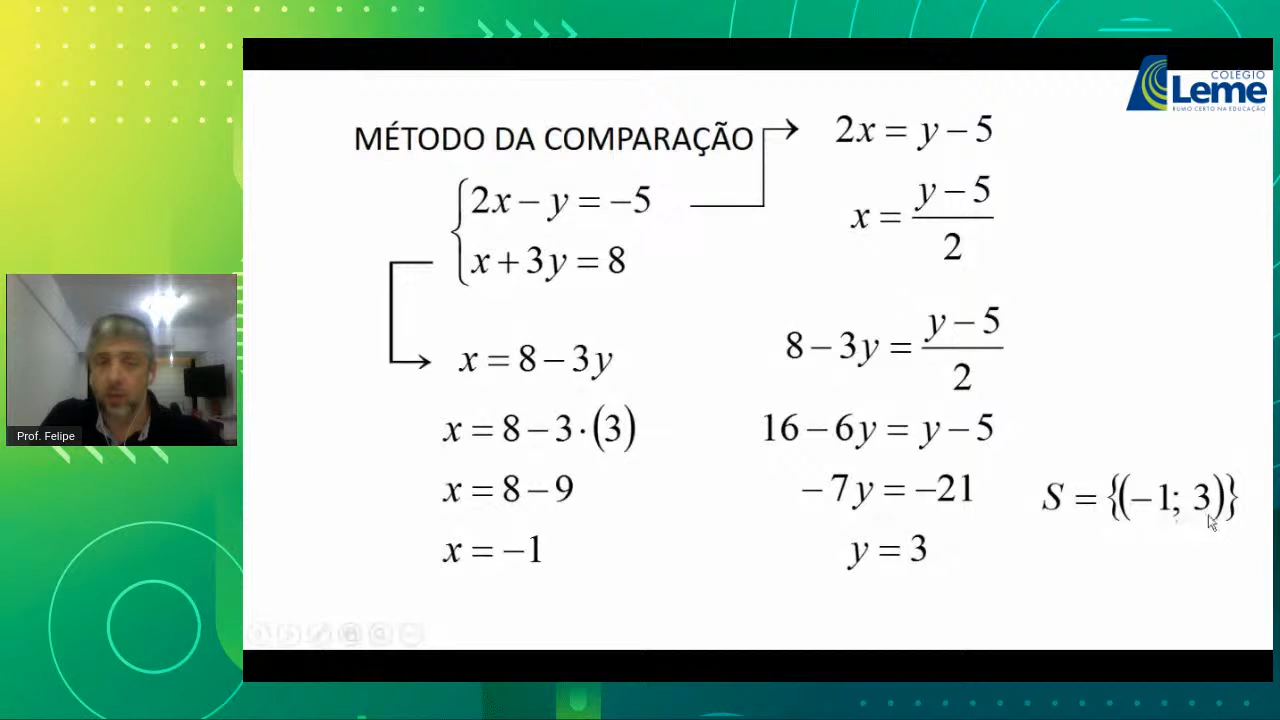 COLÉGIO
Leme
RUMO CERTO NA EDUCAÇÃO
MÉTODO DA COMPARAÇÃO
2x − y = −5
x + 3y = 8
x = 8 − 3y
x = 8 − 3·(3)
x = 8 − 9
x = −1
2x = y − 5
x = (y − 5)/2
8 − 3y = (y − 5)/2
16 − 6y = y − 5
−7y = −21
y = 3
S = {(−1; 3)}
Prof. Felipe